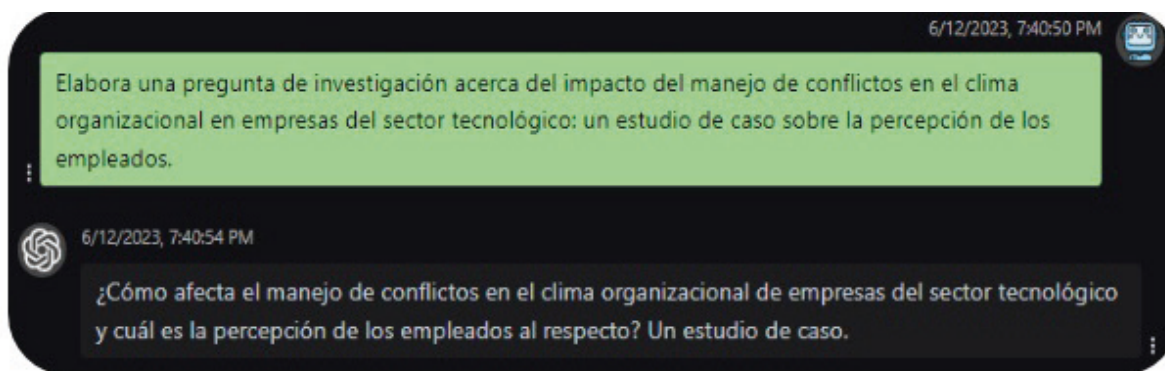 6/12/2023, 7:40:50 PM
Elabora una pregunta de investigación acerca del impacto del manejo de conflictos en el clima
organizacional en empresas del sector tecnológico: un estudio de caso sobre la percepción de los
empleados.
6/12/2023, 7:40:54 PM
¿Cómo afecta el manejo de conflictos en el clima organizacional de empresas del sector tecnológico
y cuál es la percepción de los empleados al respecto? Un estudio de caso.